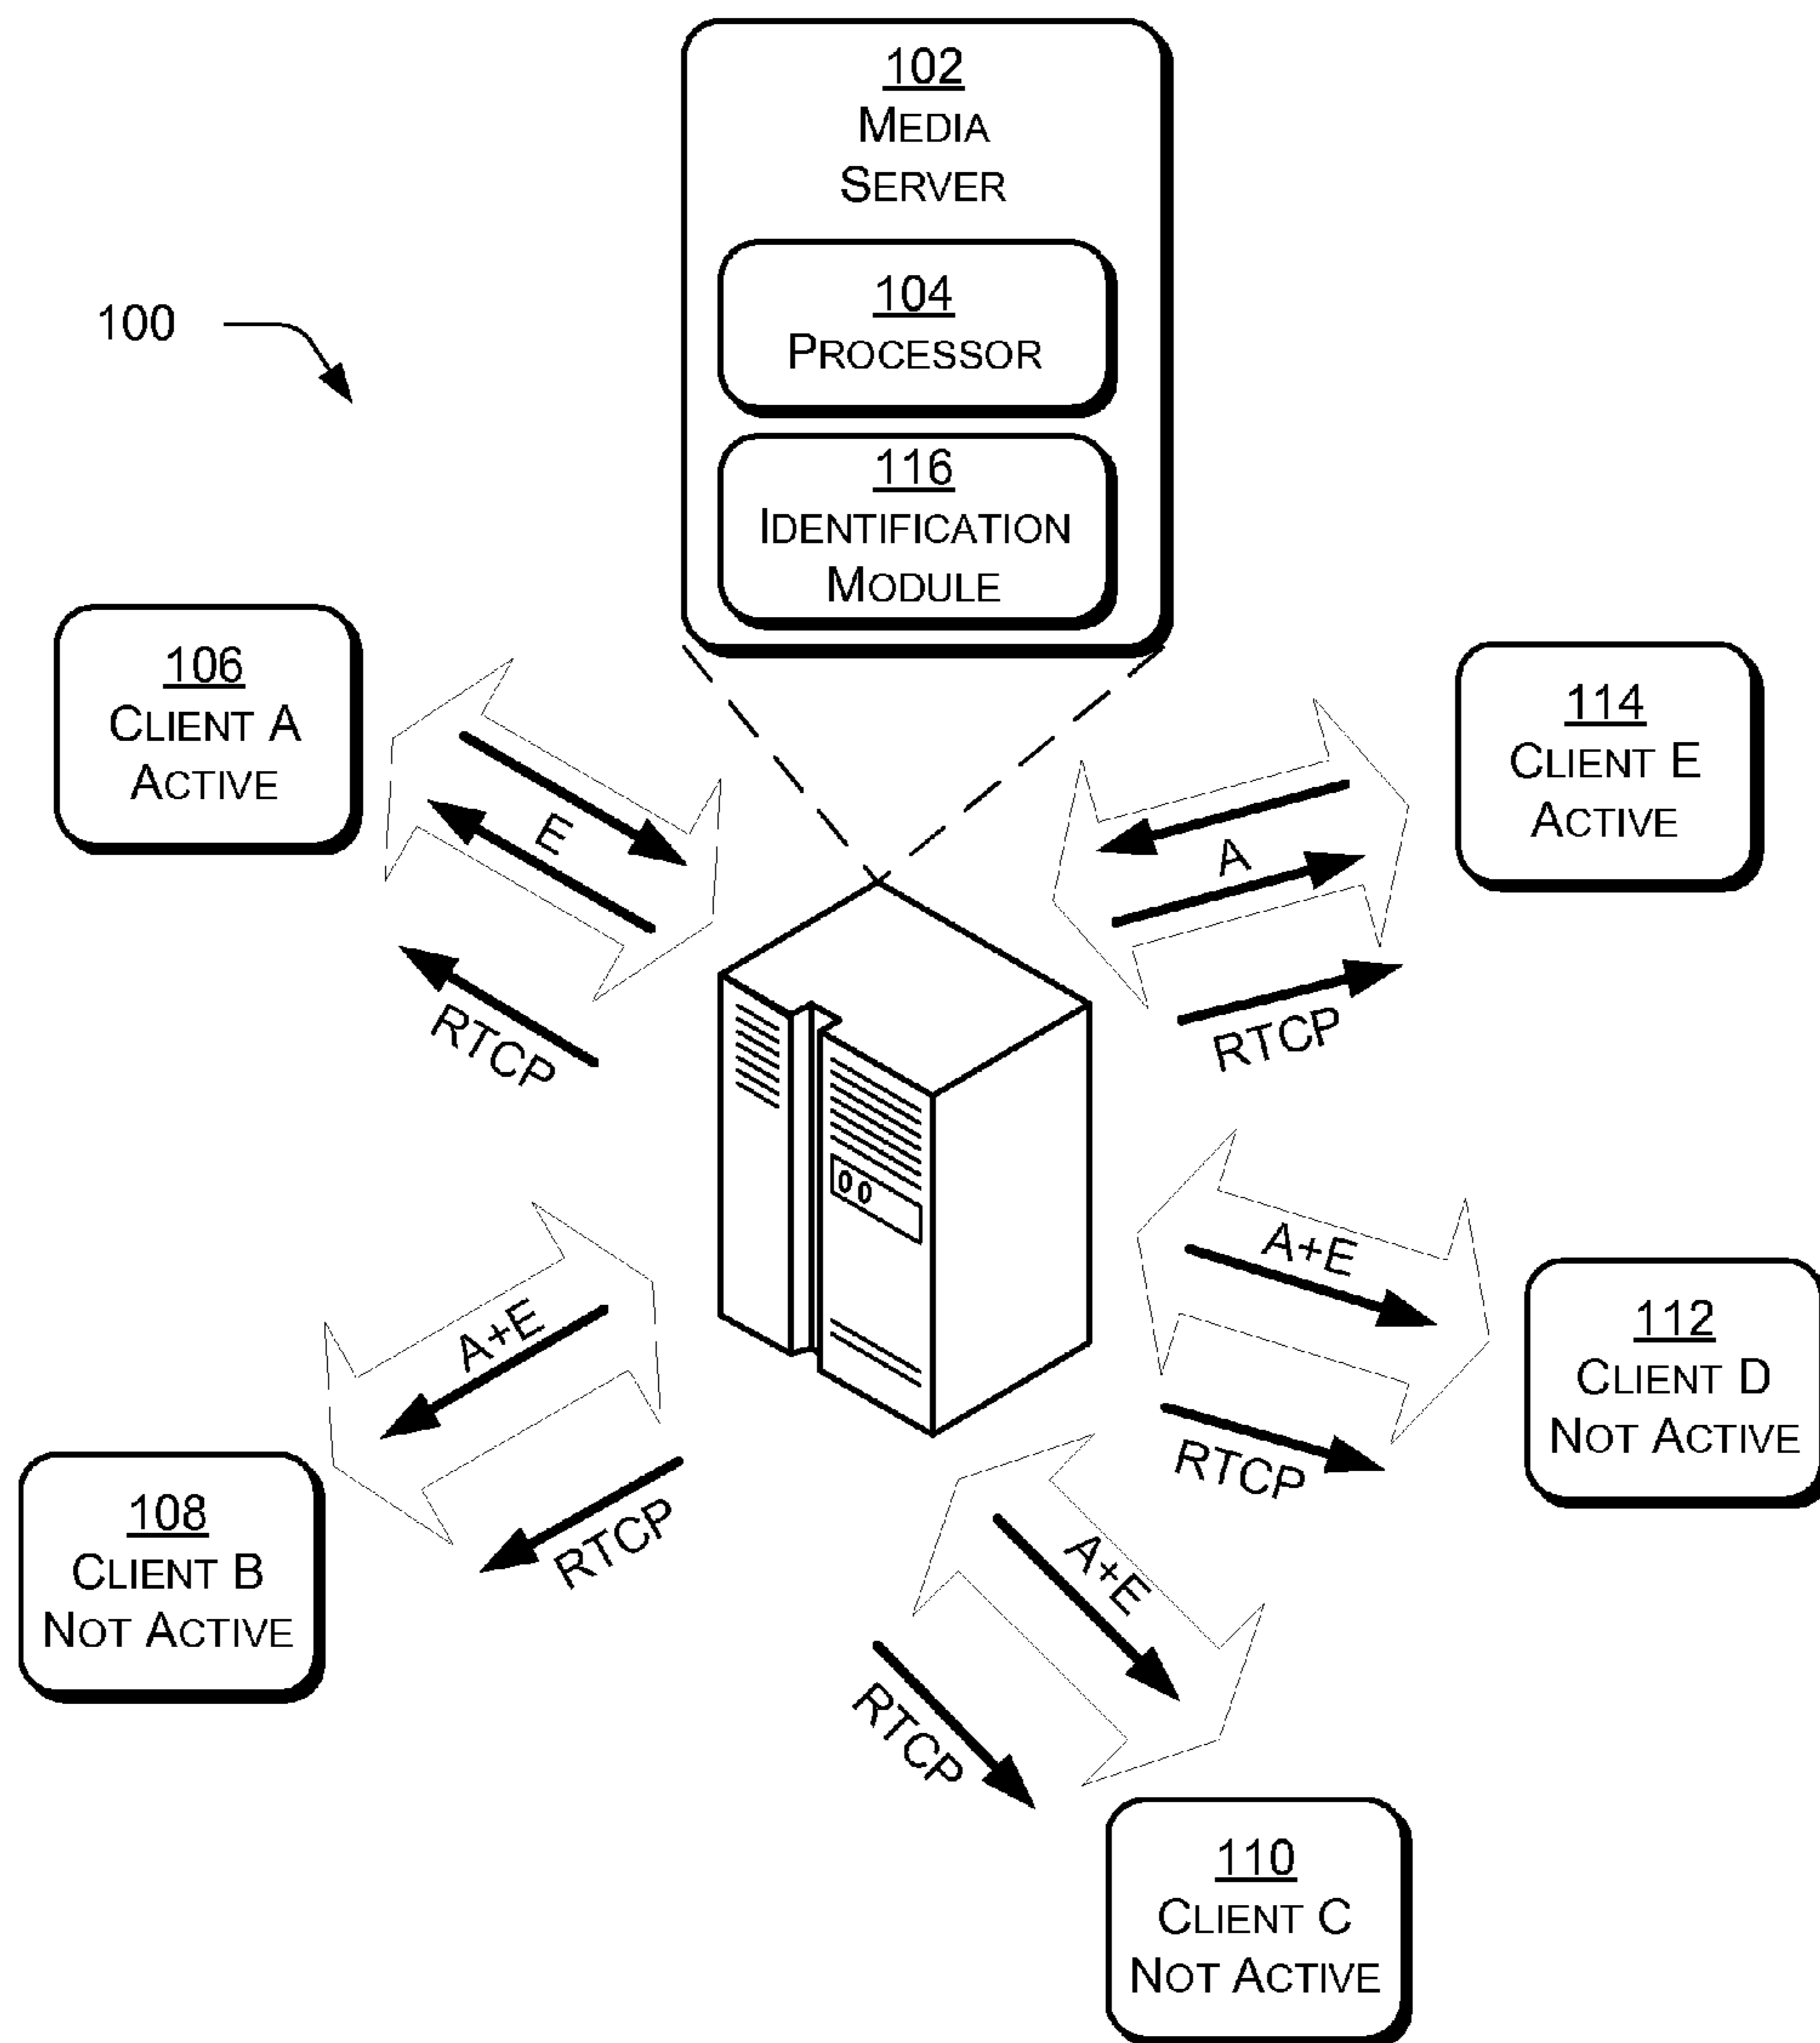 102
MEDIA
SERVER
104
PROCESSOR
100
116
IDENTIFICATION
MODULE
106
CLIENT A
ACTIVE
114
CLIENT E
ACTIVE
E
A
RTCP
RTCP
A+E
A+E
112
CLIENT D
NOT ACTIVE
RTCP
108
CLIENT B
NOT ACTIVE
RTCP
A+E
RTCP
110
CLIENT C
NOT ACTIVE